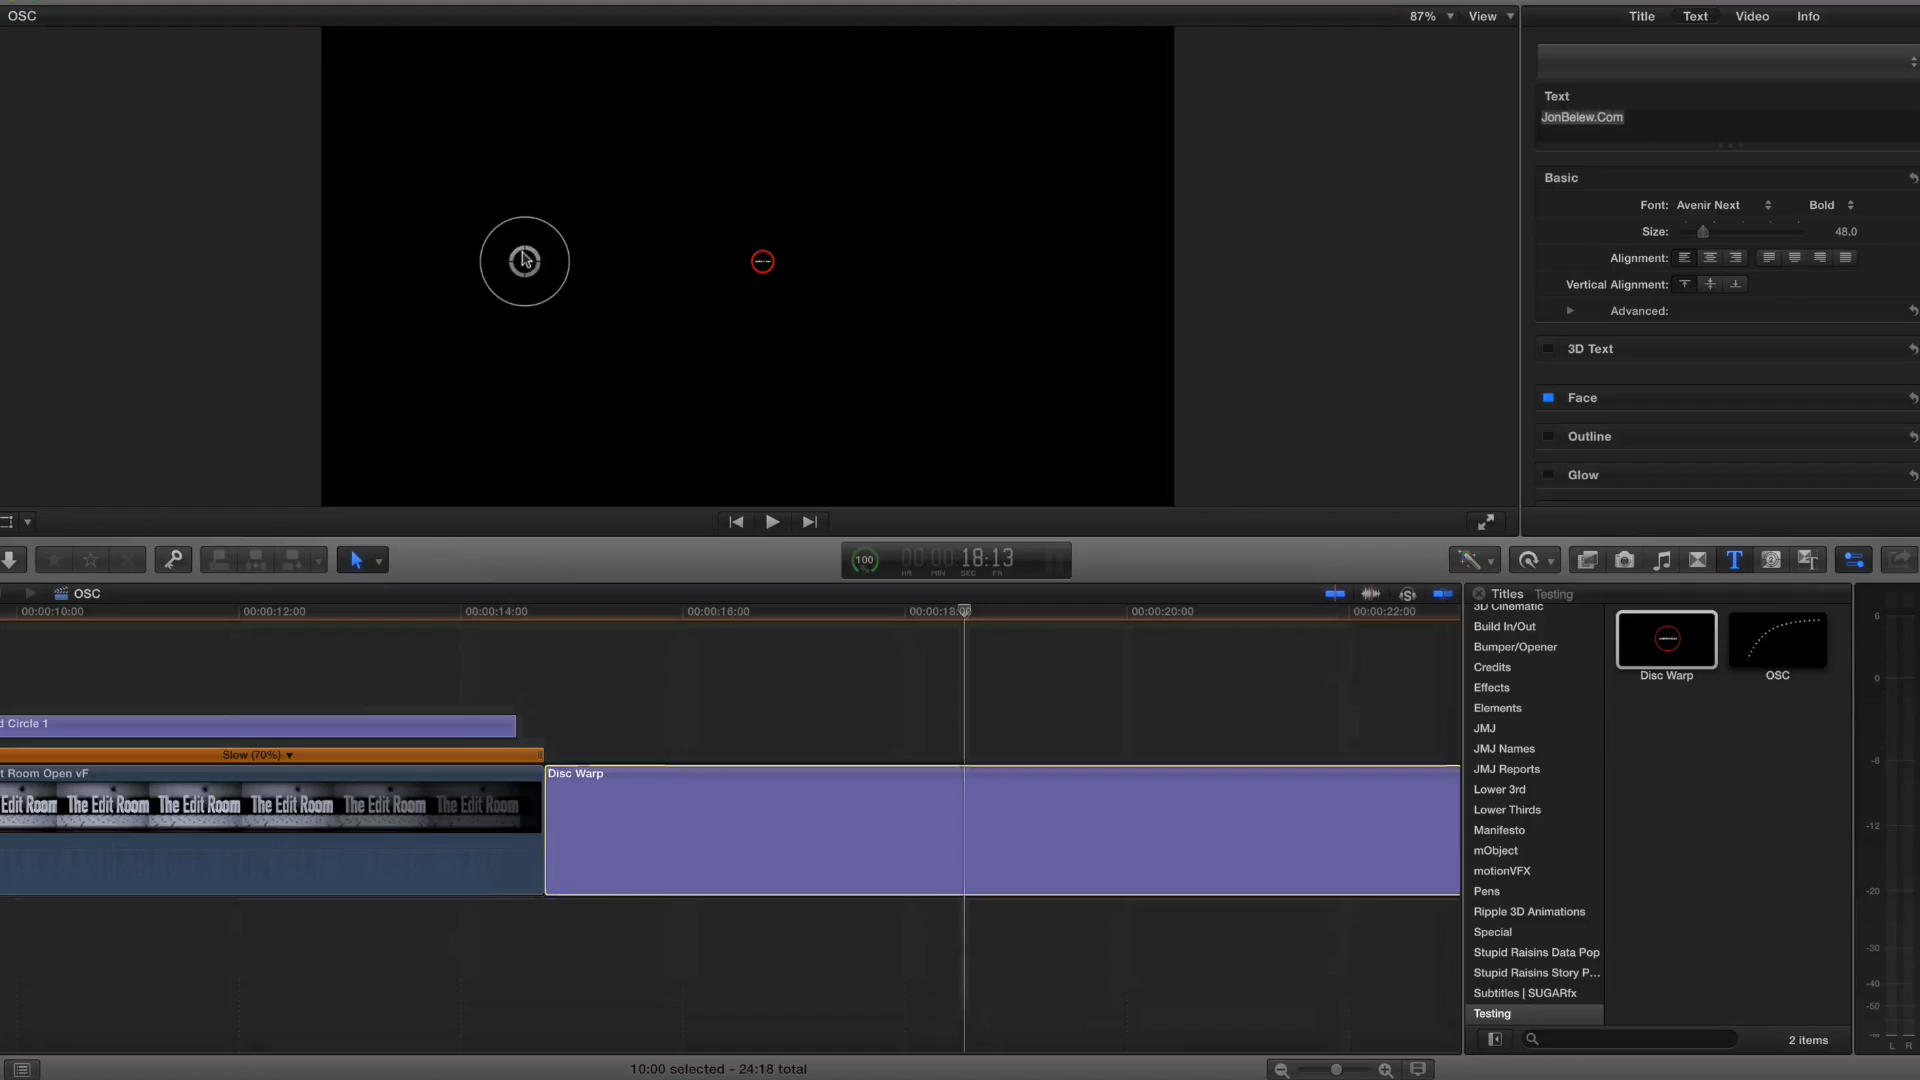 OSC
87%
View
Title
Text
Video
Info
Text
JonBelew.Com
Basic
Font: Avenir Next
Bold
Size:
48.0
Alignment:
Vertical Alignment:
Advanced:
3D Text
Face
Outline
Glow
100
%
00:00:18:13
HR MIN SEC FR
OSC
00:00:10:00
00:00:12:00
00:00:14:00
00:00:16:00
00:00:20:00
00:00:22:00
d Circle 1
Slow (70%)
t Room Open vF
Edit Room
The Edit Room
The Edit Room
The Edit Room
The Edit Room
The Edit Room
Disc Warp
Titles
Testing
3D Cinematic
Build In/Out
Bumper/Opener
Credits
Effects
Elements
JMJ
JMJ Names
JMJ Reports
Lower 3rd
Lower Thirds
Manifesto
mObject
motionVFX
Pens
Ripple 3D Animations
Special
Stupid Raisins Data Pop
Stupid Raisins Story P...
Subtitles | SUGARfx
Testing
Disc Warp
OSC
2 items
6
0
-6
-12
-20
-30
-40
-50
-∞
L R
10:00 selected - 24:18 total